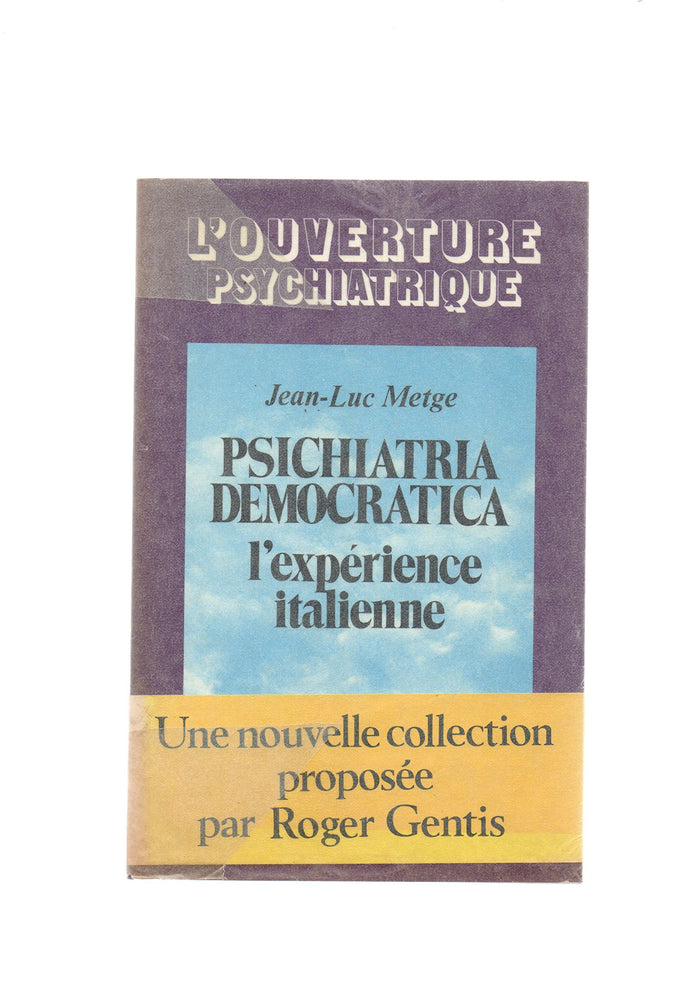 L'OUVERTURE
PSYCHIATRIQUE
Jean-Luc Metge
PSICHIATRIA
DEMOCRATICA
l'expérience
italienne
Une nouvelle collection
proposée
par Roger Gentis